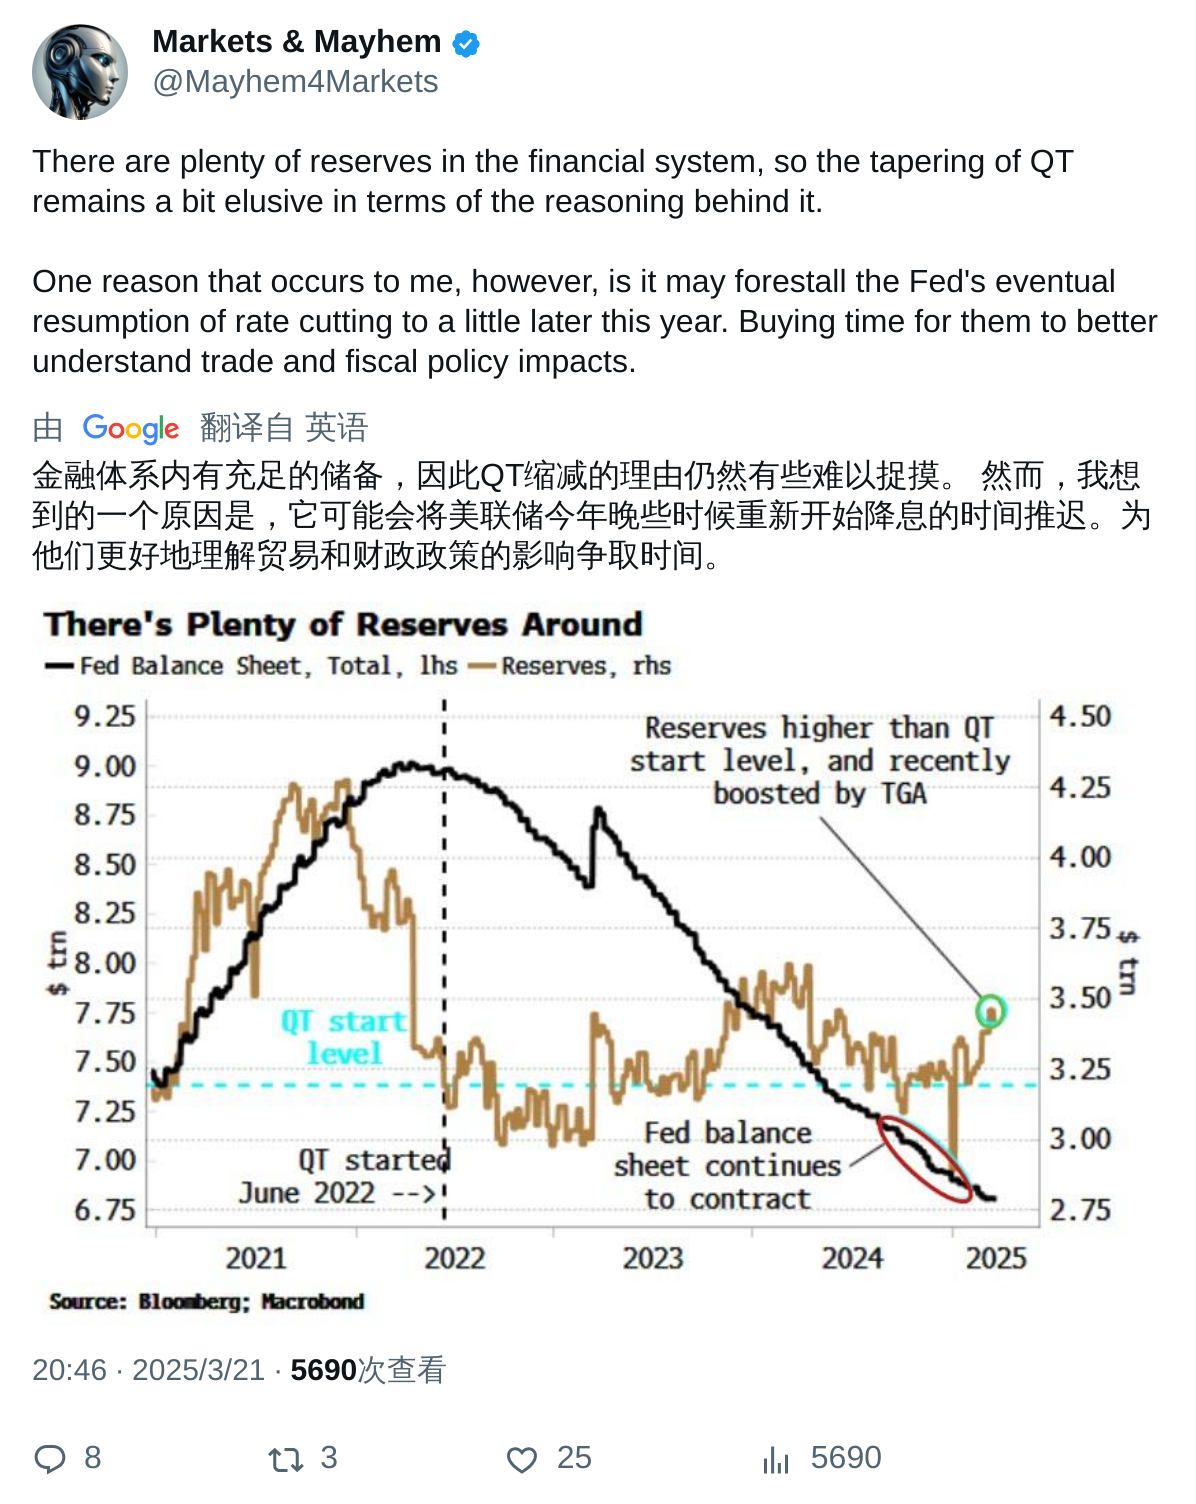 Markets & Mayhem
@Mayhem4Markets
There are plenty of reserves in the financial system, so the tapering of QT
remains a bit elusive in terms of the reasoning behind it.
One reason that occurs to me, however, is it may forestall the Fed's eventual
resumption of rate cutting to a little later this year. Buying time for them to better
understand trade and fiscal policy impacts.
由 Google 翻译自 英语
金融体系内有充足的储备，因此QT缩减的理由仍然有些难以捉摸。 然而，我想
到的一个原因是，它可能会将美联储今年晚些时候重新开始降息的时间推迟。为
他们更好地理解贸易和财政政策的影响争取时间。
There's Plenty of Reserves Around
Fed Balance Sheet, Total, lhs Reserves, rhs
9.25
9.00
8.75
8.50
8.25
8.00
7.75
7.50
7.25
7.00
6.75
$ trn
Reserves higher than QT
start level, and recently
boosted by TGA
QT start
level
QT started
June 2022 -->
Fed balance
sheet continues
to contract
4.50
4.25
4.00
3.75
3.50
3.25
3.00
2.75
$ trn
2021 2022 2023 2024 2025
Source: Bloomberg; Macrobond
20:46 · 2025/3/21 · 5690次查看
8 3 25 5690